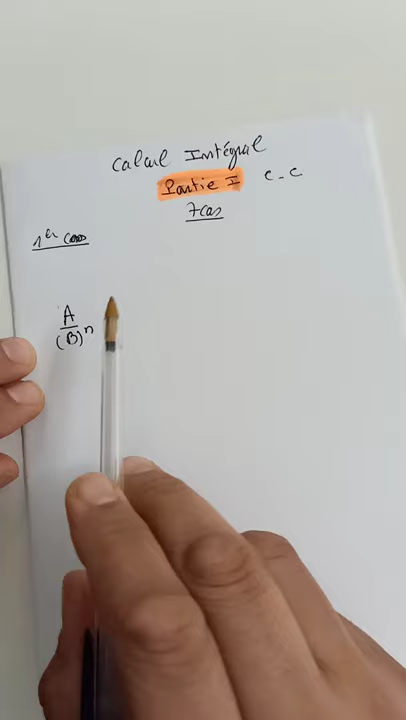 Calcul Intégral
Partie I c-c
7cas
1er cas
A
(B)n